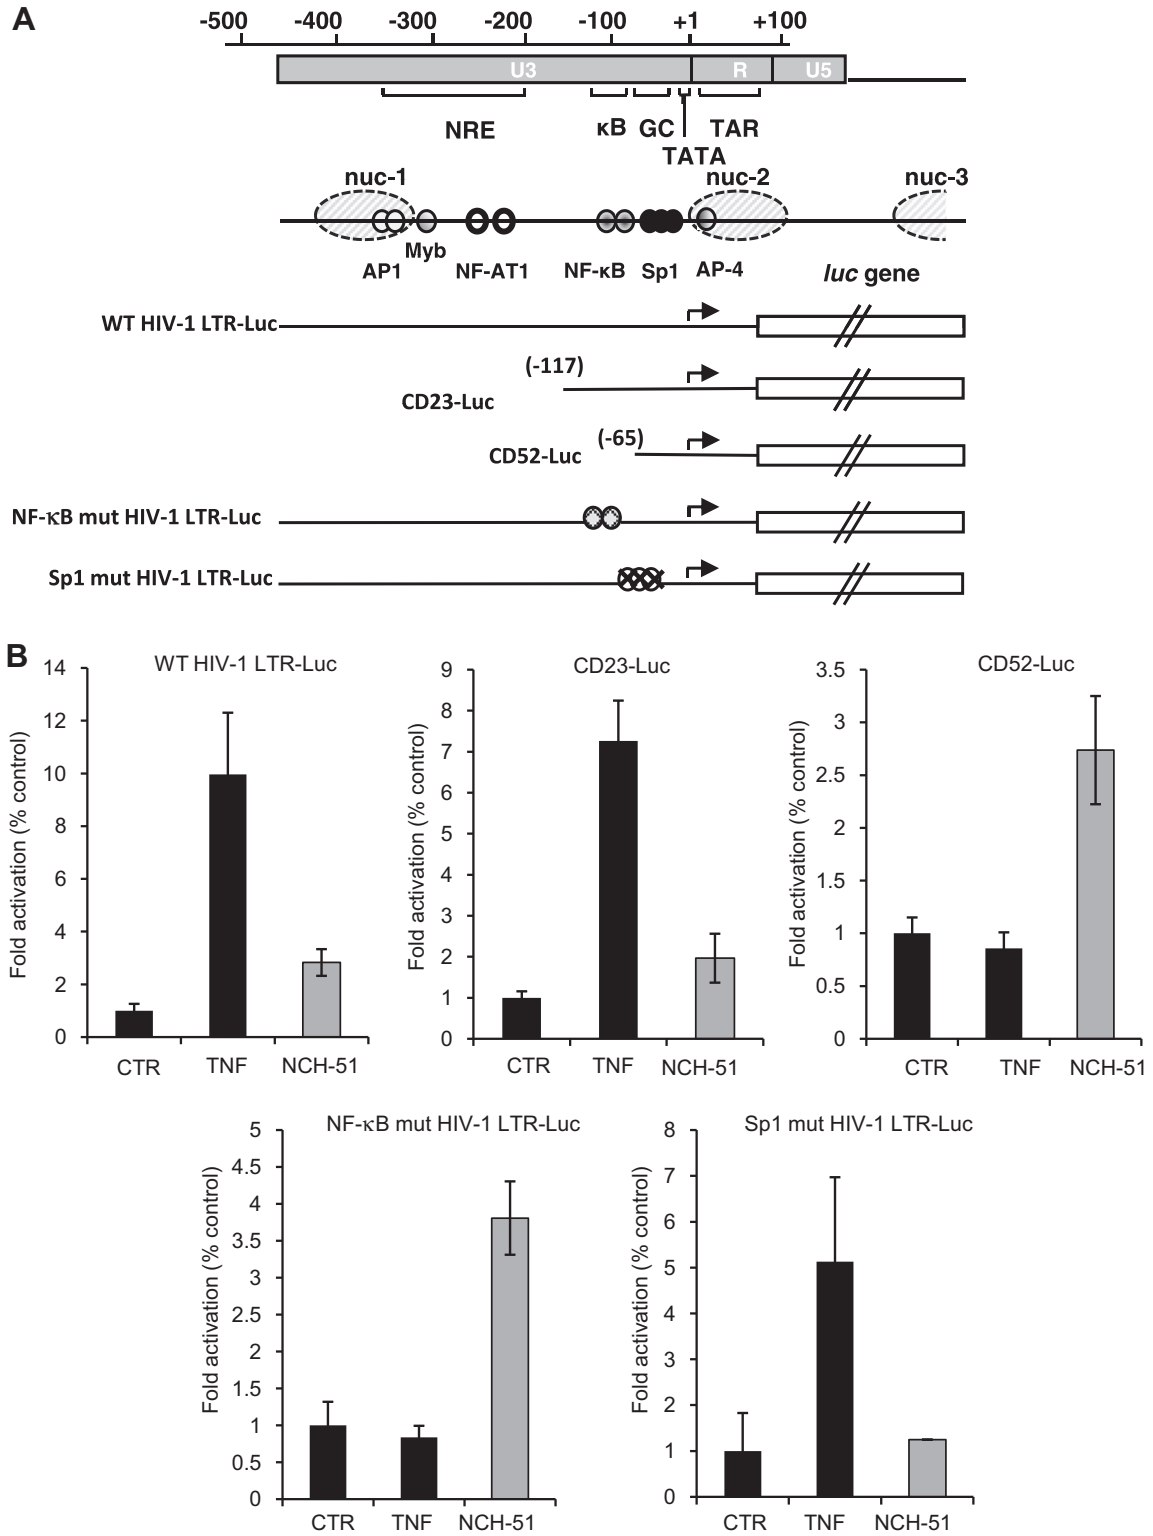 A
-500 -400 -300 -200 -100 +1 +100
U3 R U5
NRE κB GC TAR
TATA
nuc-1 nuc-2 nuc-3
Myb
AP1 NF-AT1 NF-κB Sp1 AP-4 luc gene
WT HIV-1 LTR-Luc
(-117)
CD23-Luc
(-65)
CD52-Luc
NF-κB mut HIV-1 LTR-Luc
Sp1 mut HIV-1 LTR-Luc
B
WT HIV-1 LTR-Luc
Fold activation (% control)
14
12
10
8
6
4
2
0
CTR TNF NCH-51
CD23-Luc
Fold activation (% control)
9
8
7
6
5
4
3
2
1
0
CTR TNF NCH-51
CD52-Luc
Fold activation (% control)
3.5
3
2.5
2
1.5
1
0.5
0
CTR TNF NCH-51
NF-κB mut HIV-1 LTR-Luc
Fold activation (% control)
5
4.5
4
3.5
3
2.5
2
1.5
1
0.5
0
CTR TNF NCH-51
Sp1 mut HIV-1 LTR-Luc
Fold activation (% control)
8
7
6
5
4
3
2
1
0
CTR TNF NCH-51